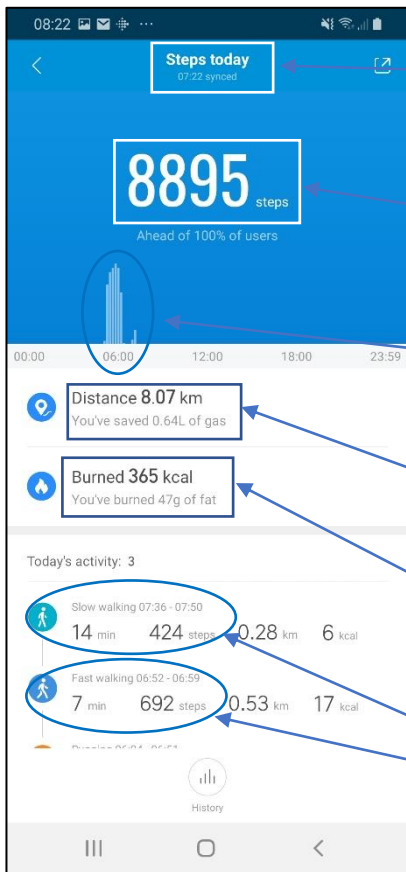 08:22
Steps today
07:22 synced
8895 steps
Ahead of 100% of users
00:00 06:00 12:00 18:00 23:59
Distance 8.07 km
You've saved 0.64L of gas
Burned 365 kcal
You've burned 47g of fat
Today's activity: 3
Slow walking 07:36 - 07:50
14 min 424 steps 0.28 km 6 kcal
Fast walking 06:52 - 06:59
7 min 692 steps 0.53 km 17 kcal
History